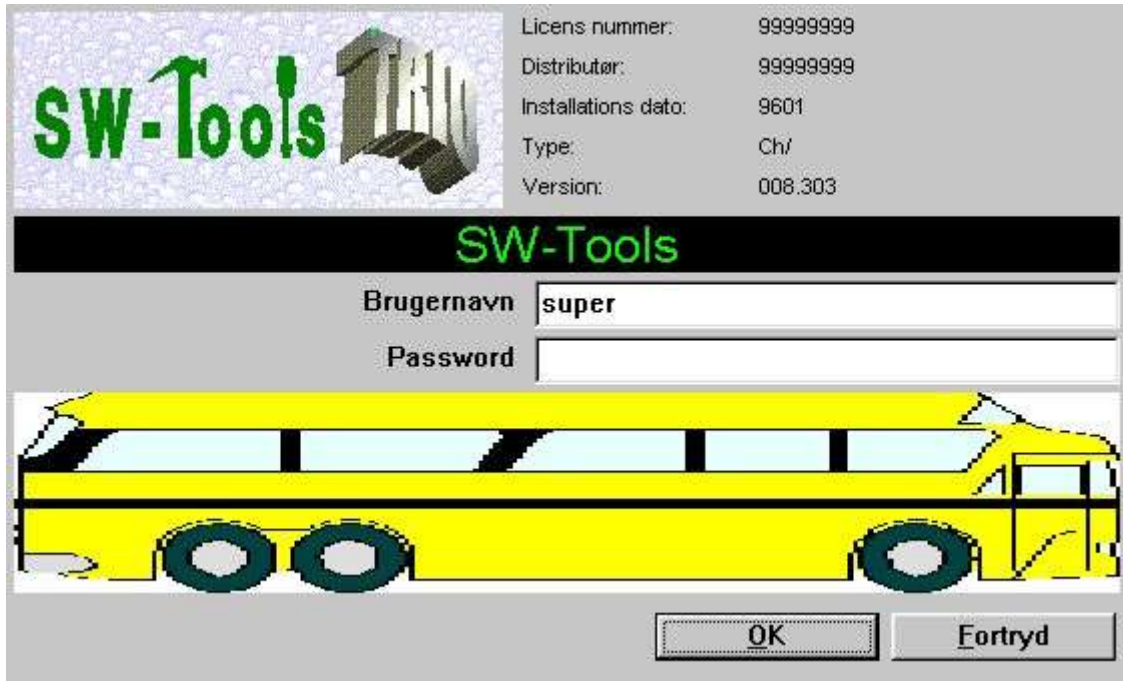 SW-Tools TRIO
Licens nummer: 99999999
Distributør: 99999999
Installations dato: 9601
Type: Ch/
Version: 008.303
SW-Tools
Brugernavn super
Password
OK Fortryd